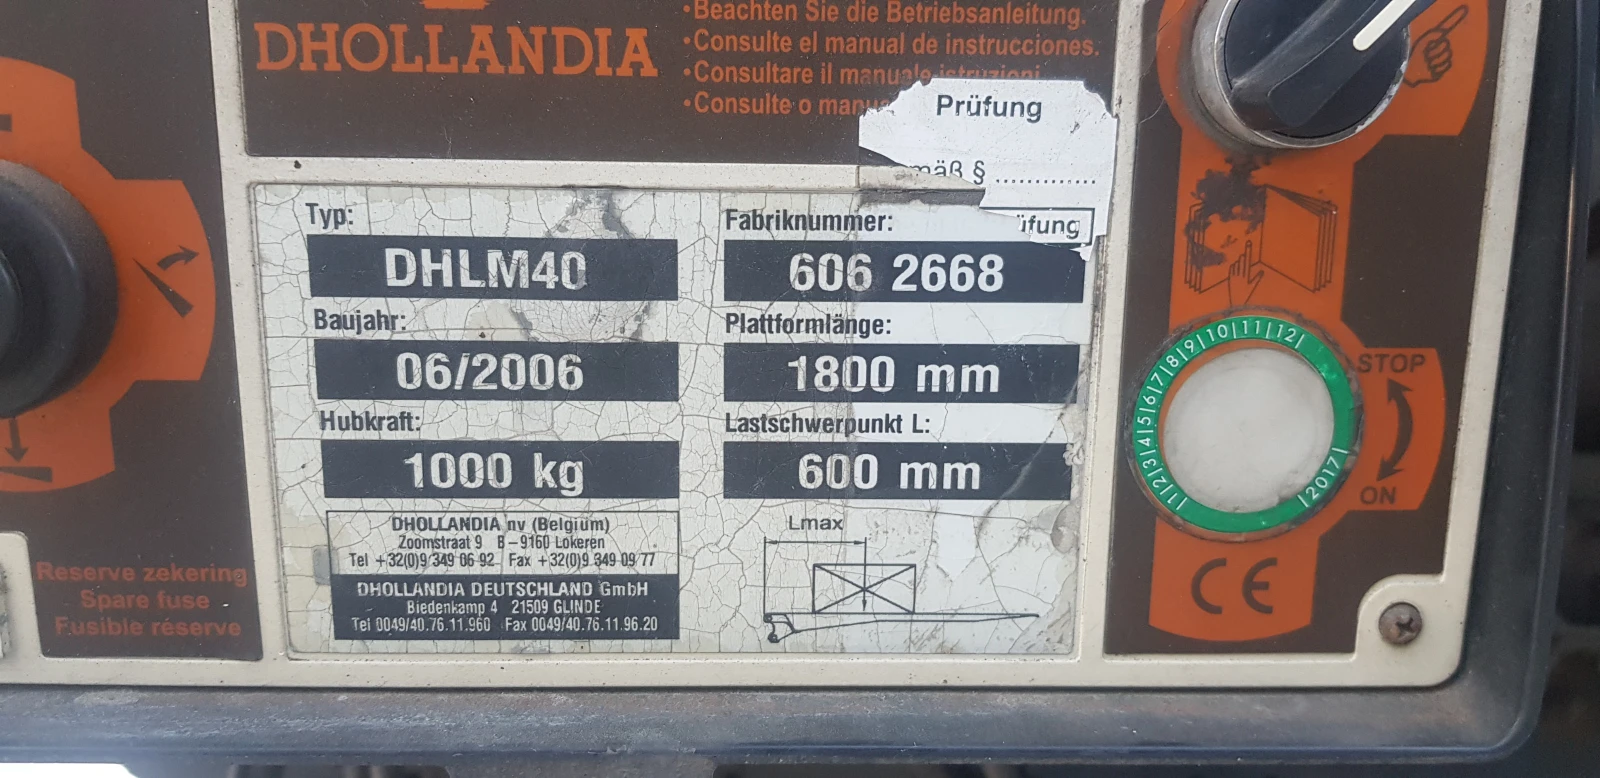 DHOLLANDIA
•Beachten Sie die Betriebsanleitung.
•Consulte el manual de instrucciones.
•Consultare il manuale istruzioni
•Consulte o manua
Prüfung
mäß § .............
üfung
Typ:
DHLM40
Fabriknummer:
606 2668
Baujahr:
06/2006
Plattformlänge:
1800 mm
Hubkraft:
1000 kg
Lastschwerpunkt L:
600 mm
DHOLLANDIA nv (Belgium)
Zoomstraat 9 B-9160 Lokeren
Tel +32(0)9 349 06 92 Fax +32(0)9 349 09 77
DHOLLANDIA DEUTSCHLAND GmbH
Biedenkamp 4 21509 GLINDE
Tel 0049/40.76.11.960 Fax 0049/40.76.11.96.20
Lmax
1|2|3|4|5|6|7|8|9|10|11|12|
2017
STOP
ON
CE
Reserve zekering
Spare fuse
Fusible réserve